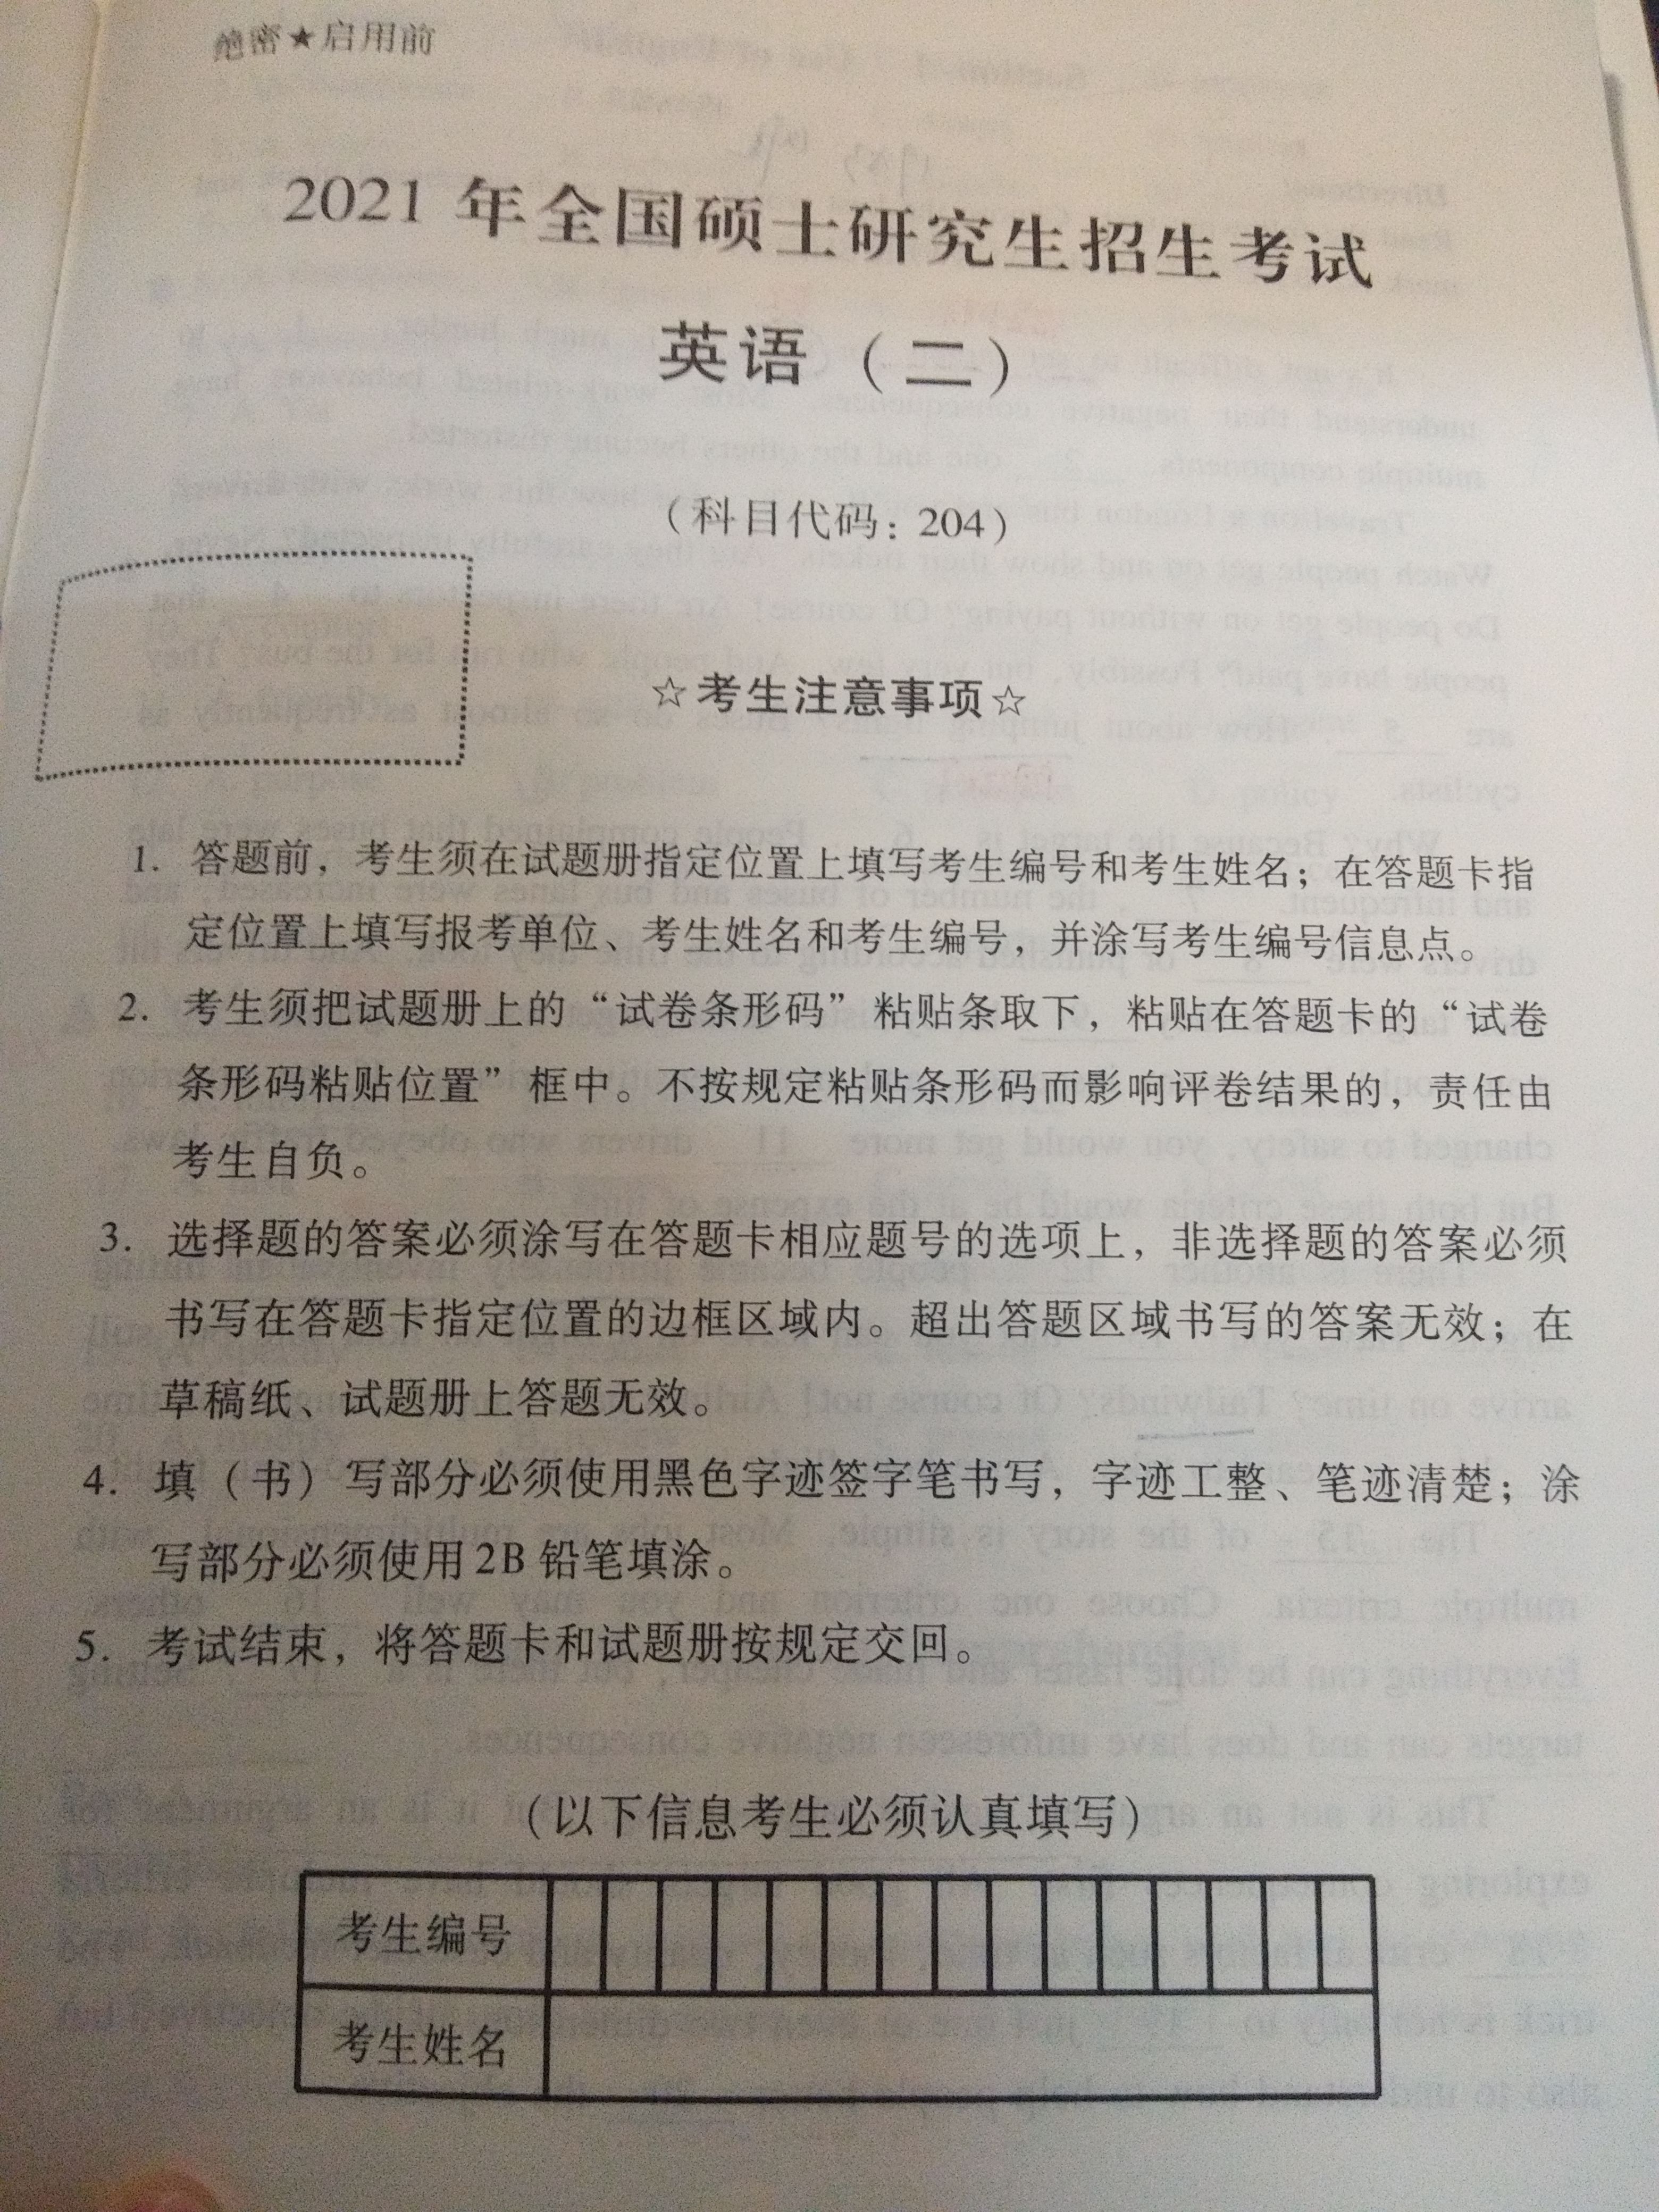 绝密★启用前
2021 年全国硕士研究生招生考试
英语（二）
（科目代码: 204）
☆考生注意事项☆
1. 答题前，考生须在试题册指定位置上填写考生编号和考生姓名；在答题卡指
定位置上填写报考单位、考生姓名和考生编号，并涂写考生编号信息点。
2. 考生须把试题册上的“试卷条形码”粘贴条取下，粘贴在答题卡的“试卷
条形码粘贴位置”框中。不按规定粘贴条形码而影响评卷结果的，责任由
考生自负。
3. 选择题的答案必须涂写在答题卡相应题号的选项上，非选择题的答案必须
书写在答题卡指定位置的边框区域内。超出答题区域书写的答案无效；在
草稿纸、试题册上答题无效。
4. 填（书）写部分必须使用黑色字迹签字笔书写，字迹工整、笔迹清楚；涂
写部分必须使用 2B 铅笔填涂。
5. 考试结束，将答题卡和试题册按规定交回。
（以下信息考生必须认真填写）
考生编号
考生姓名